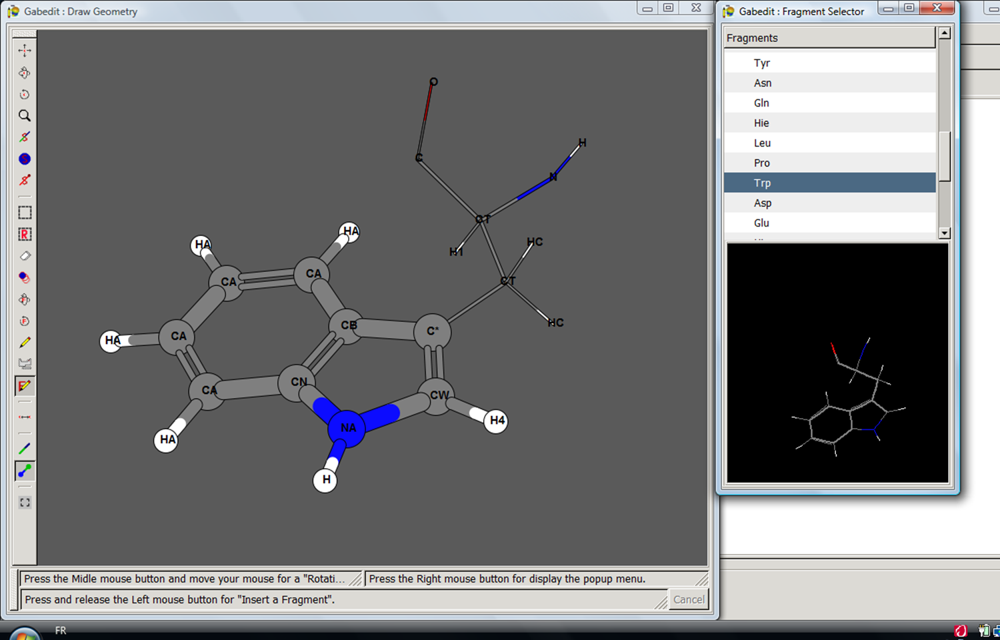 Gabedit : Draw Geometry
Gabedit : Fragment Selector
Fragments
Tyr
Asn
Gln
Hie
Leu
Pro
Trp
Asp
Glu
O
H
C
N
CT
HA
HA
HC
H1
CA
CA
CT
HC
CB
C*
CA
HA
CN
CA
CW
H4
NA
HA
H
R
F
F
S
Press the Midle mouse button and move your mouse for a "Rotati...
Press the Right mouse button for display the popup menu.
Press and release the Left mouse button for "Insert a Fragment".
Cancel
FR